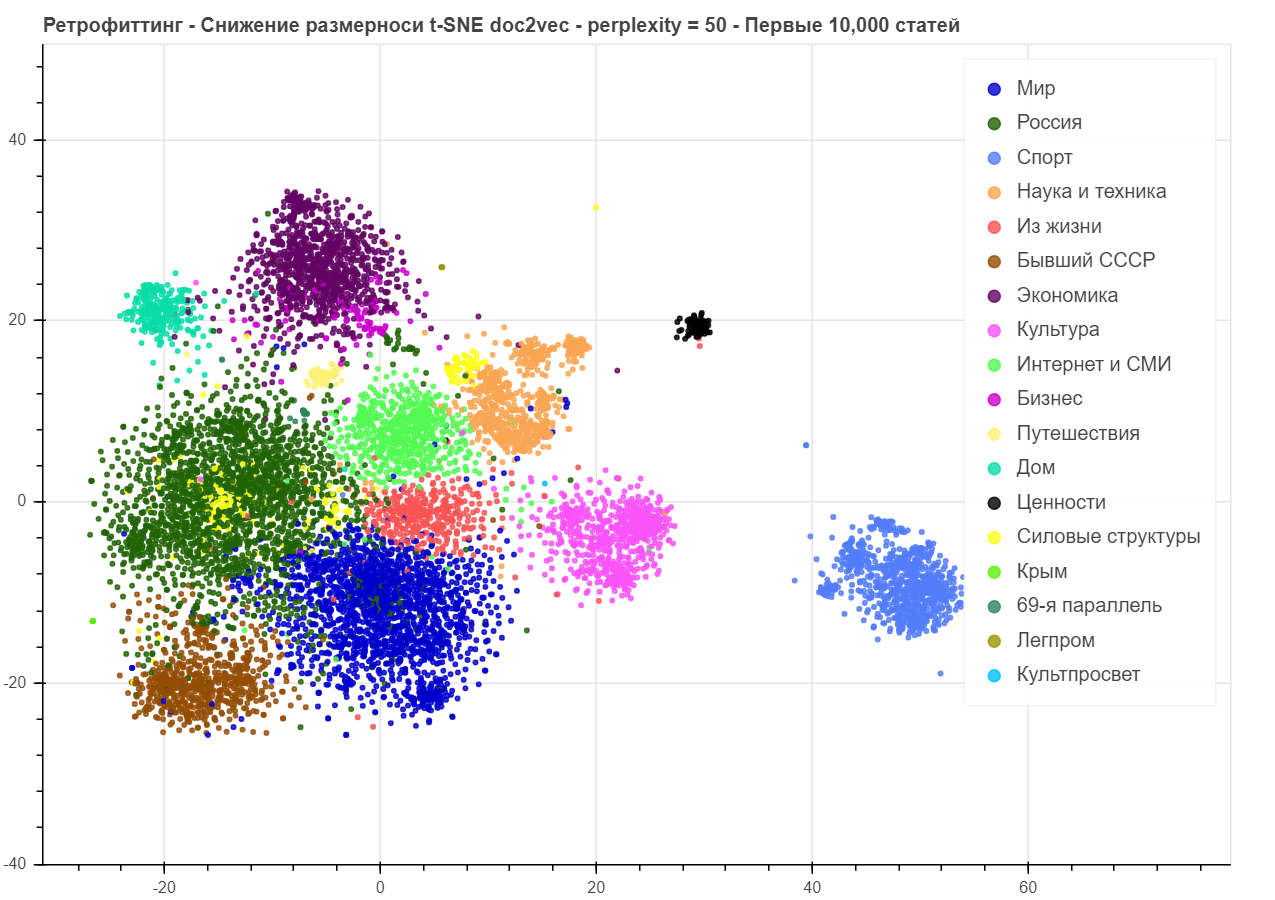 Ретрофиттинг - Снижение размерноси t-SNE doc2vec - perplexity = 50 - Первые 10,000 статей
Мир
Россия
Спорт
Наука и техника
Из жизни
Бывший СССР
Экономика
Культура
Интернет и СМИ
Бизнес
Путешествия
Дом
Ценности
Силовые структуры
Крым
69-я параллель
Легпром
Культпросвет
40
20
0
-20
-40
-20
0
20
40
60